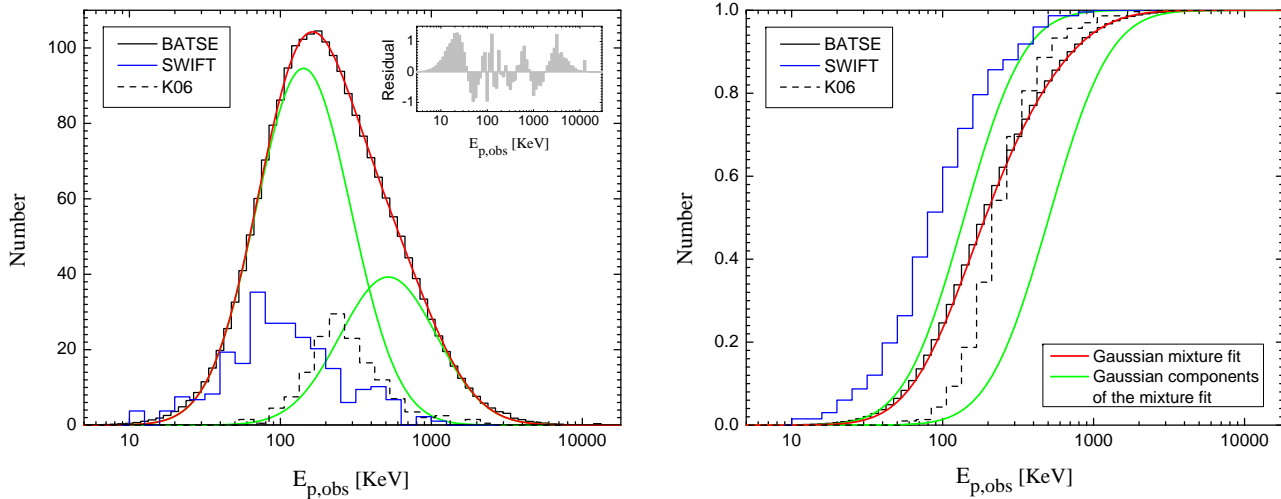 BATSE
SWIFT
K06
Number
100
80
60
40
20
0
10
100
1000
10000
E_p,obs [KeV]
Residual
1
0
-1
10
100
1000
10000
E_p,obs [KeV]
BATSE
SWIFT
K06
Number
1.0
0.8
0.6
0.4
0.2
0.0
10
100
1000
10000
E_p,obs [KeV]
Gaussian mixture fit
Gaussian components
of the mixture fit